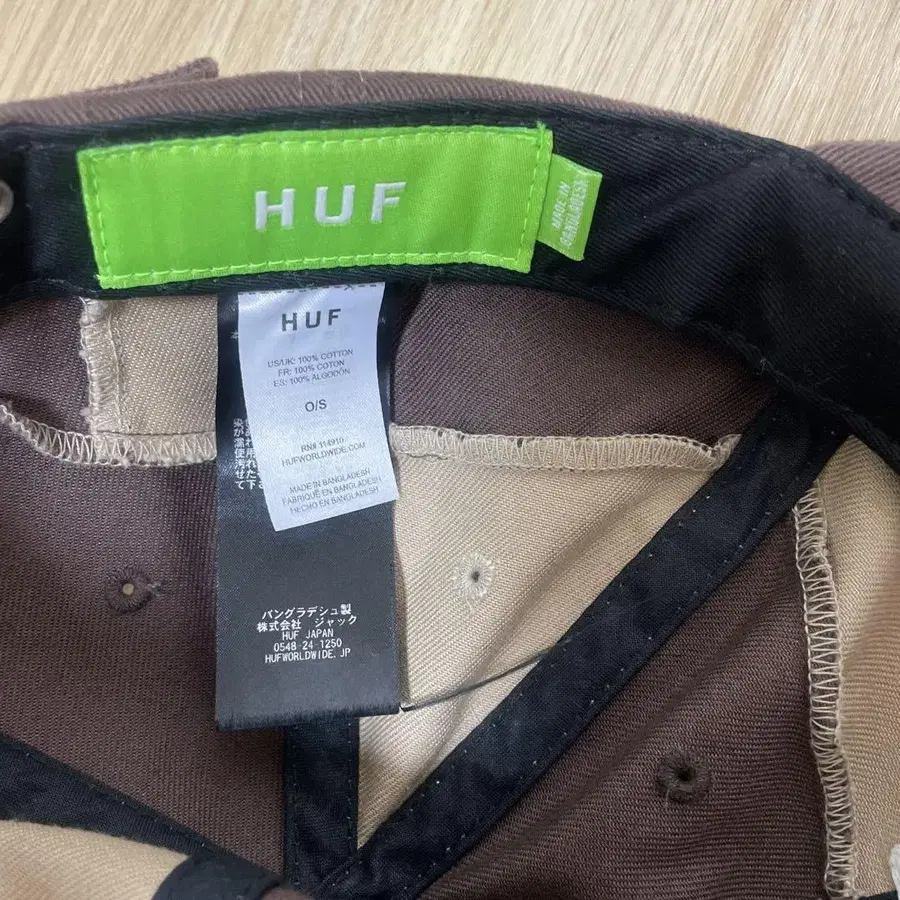 HUF
MADE IN
BANGLADESH
HUF
US/UK: 100% COTTON
FR: 100% COTON
ES: 100% ALGODÓN
O/S
RN# 114910
HUFWORLDWIDE.COM
MADE IN BANGLADESH
FABRIQUÉ EN BANGLADESH
HECHO EN BANGLADESH
バングラデシュ製
株式会社 ジャック
HUF JAPAN
0548-24-1250
HUFWORLDWIDE.JP